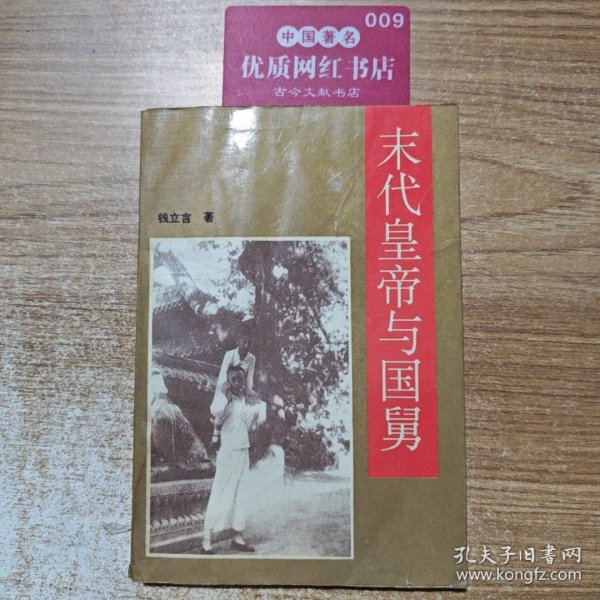 009
中国著名
优质网红书店
古今文献书店
末代皇帝与国舅
钱立言 著
孔夫子旧书网
www.kongfz.com